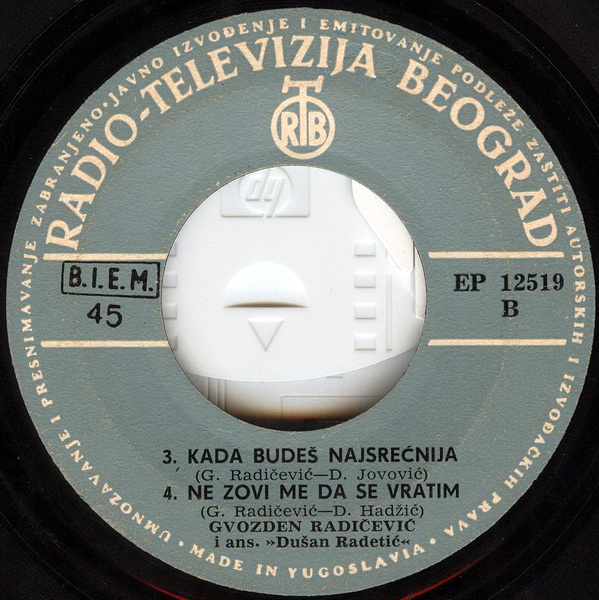 UMNOŽAVANJE I PRESNIMAVANJE ZABRANJENO • JAVNO IZVOĐENJE I EMITOVANJE PODLEŽE ZAŠTITI AUTORSKIH I IZVOĐAČKIH PRAVA •
RADIO-TELEVIZIJA BEOGRAD
RTB
hp
B.I.E.M.
45
EP 12519
B
3. KADA BUDEŠ NAJSREĆNIJA
(G. Radičević—D. Jovović)
4. NE ZOVI ME DA SE VRATIM
(G. Radičević—D. Hadžić)
GVOZDEN RADIČEVIĆ
i ans. »Dušan Radetić«
MADE IN YUGOSLAVIA •